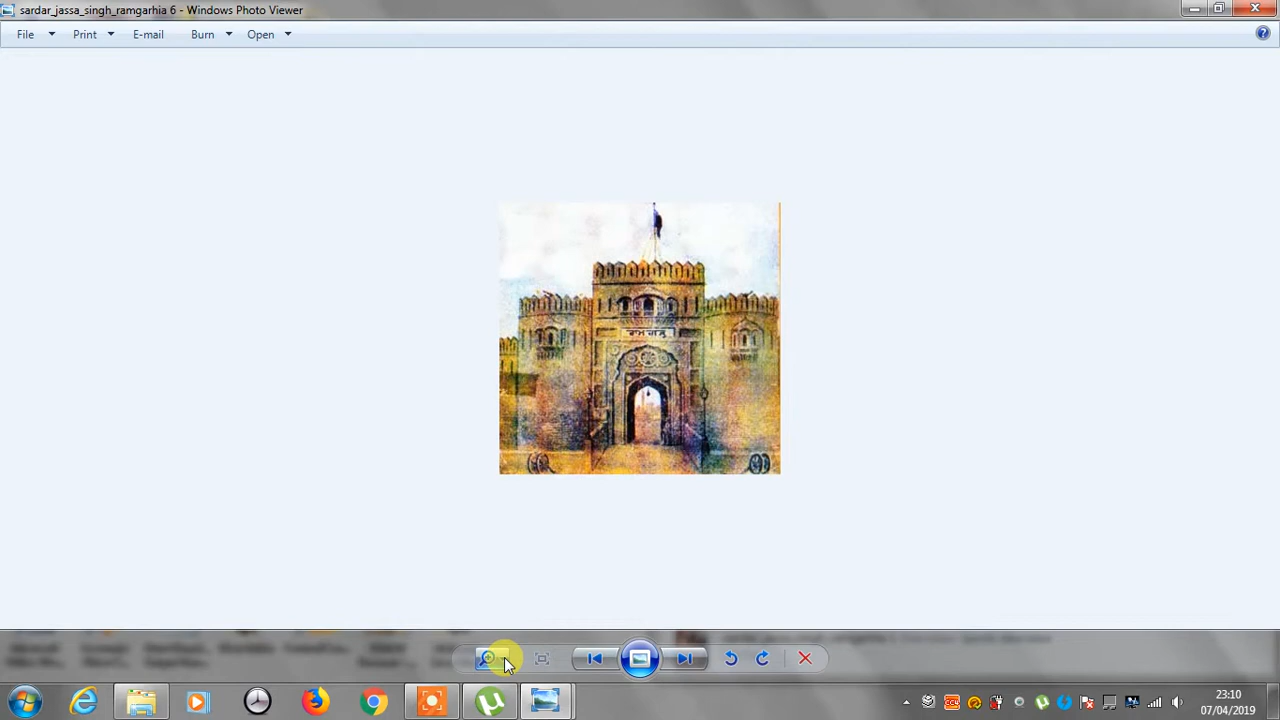 sardar_jassa_singh_ramgarhia 6 - Windows Photo Viewer
File Print E-mail Burn Open
23:10
07/04/2019